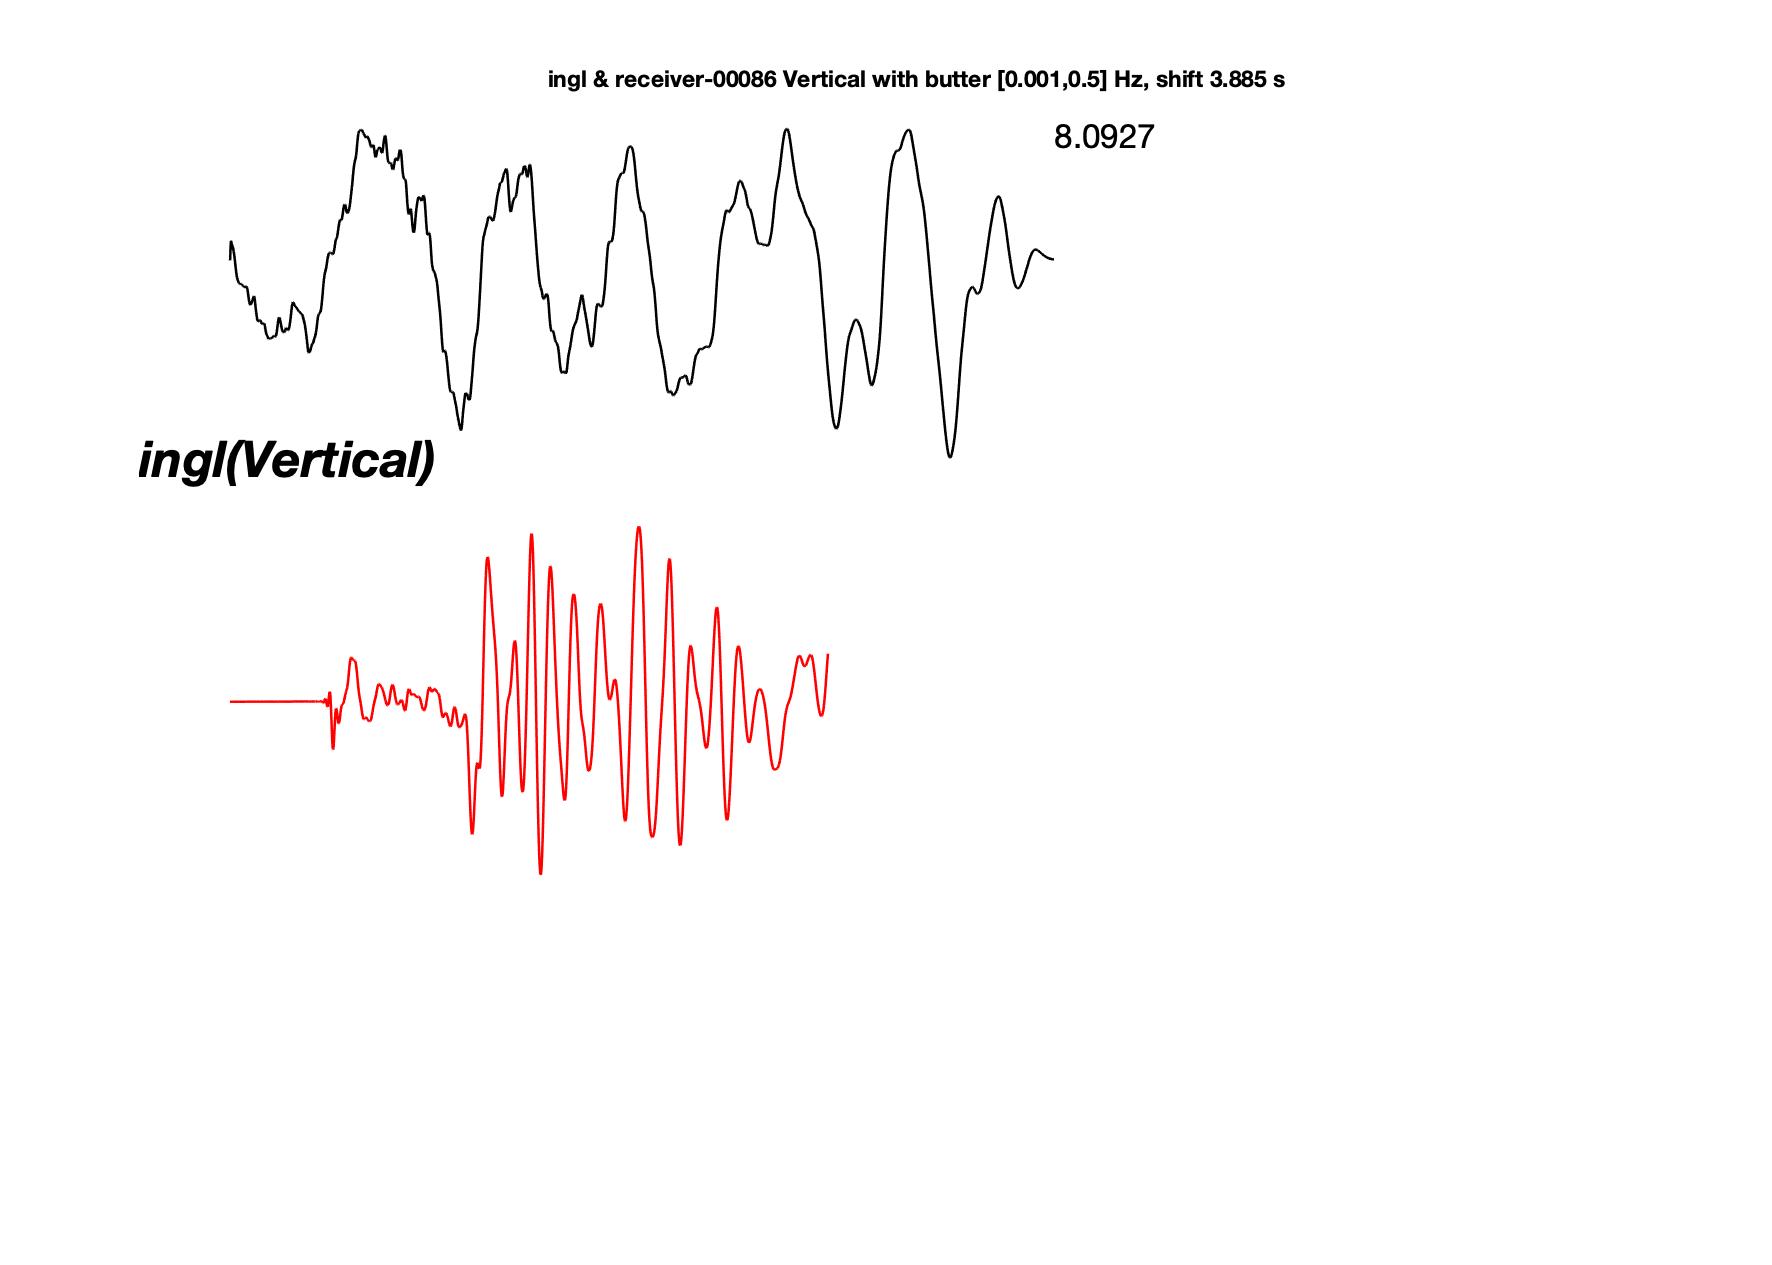 ingl & receiver-00086 Vertical with butter [0.001,0.5] Hz, shift 3.885 s
8.0927
ingl(Vertical)